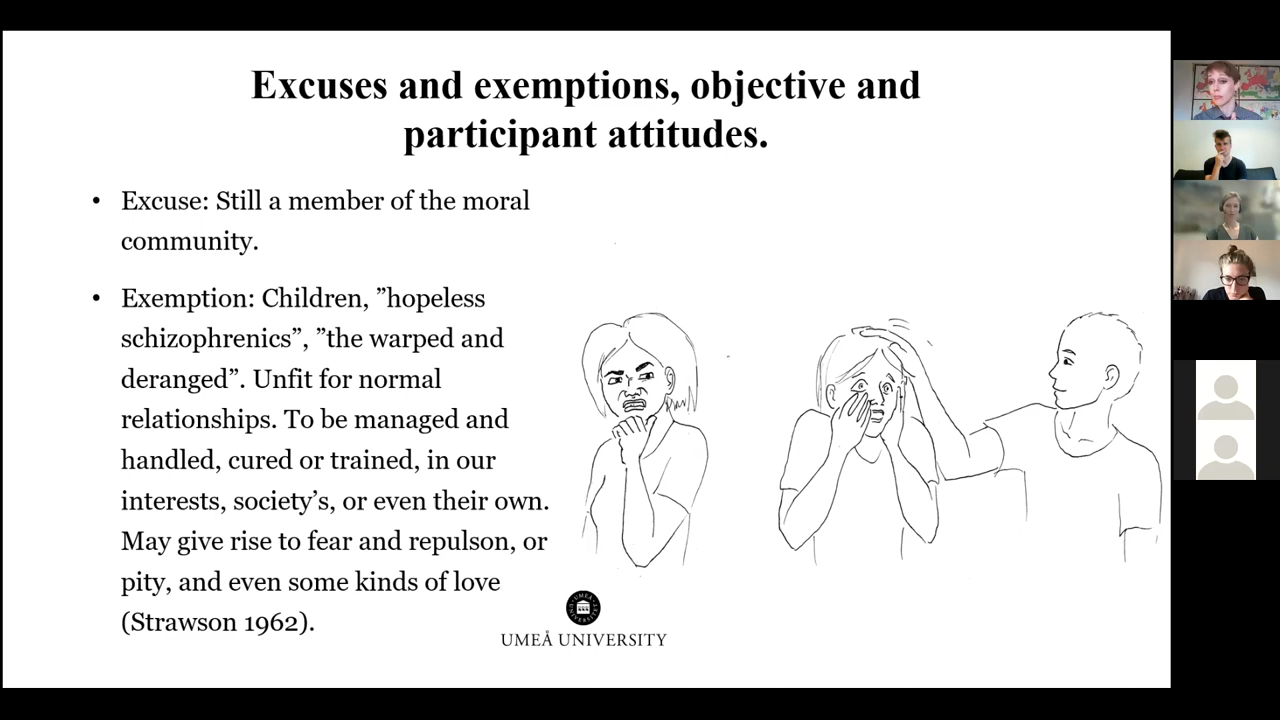 Excuses and exemptions, objective and
participant attitudes.
• Excuse: Still a member of the moral
community.
• Exemption: Children, ”hopeless
schizophrenics”, ”the warped and
deranged”. Unfit for normal
relationships. To be managed and
handled, cured or trained, in our
interests, society’s, or even their own.
May give rise to fear and repulson, or
pity, and even some kinds of love
(Strawson 1962).
UMEÅ UNIVERSITY